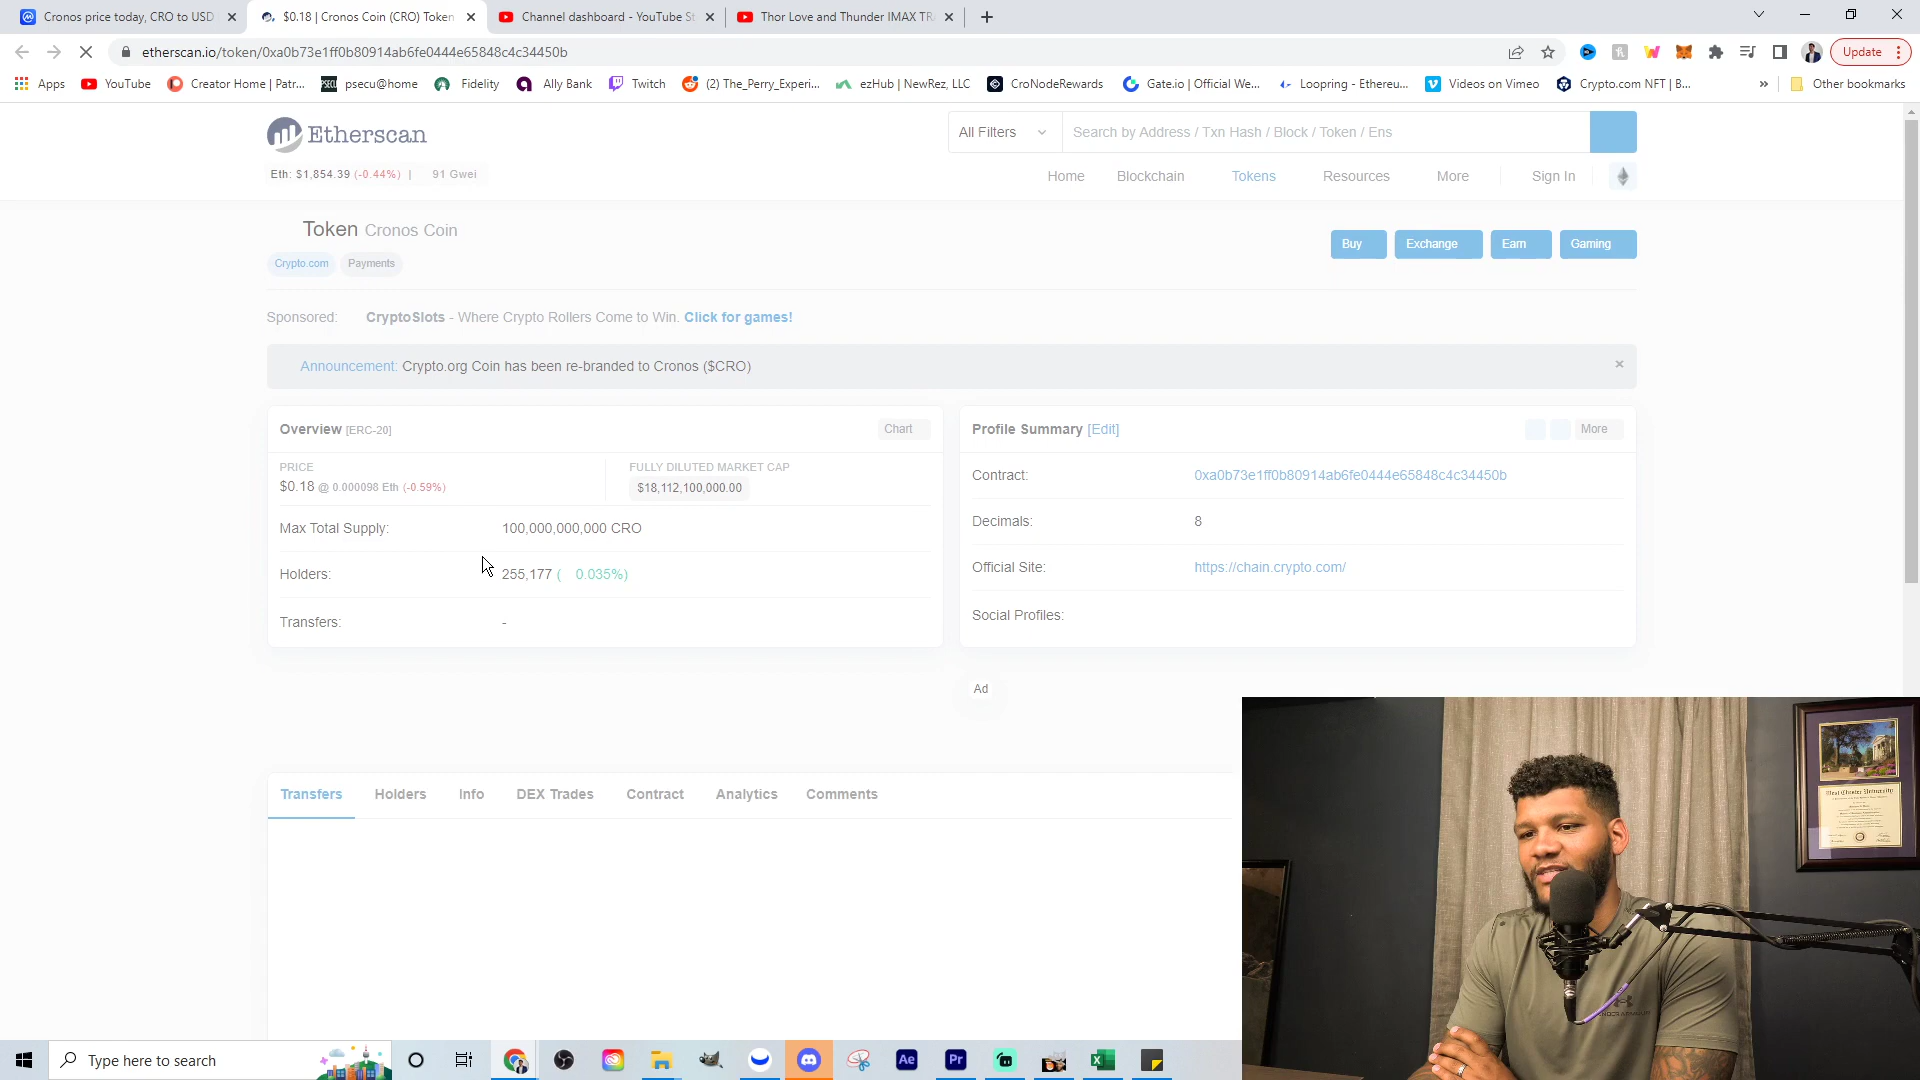 Cronos price today, CRO to USD
$0.18 | Cronos Coin (CRO) Token
Channel dashboard - YouTube St
Thor Love and Thunder IMAX TR
etherscan.io/token/0xa0b73e1ff0b80914ab6fe0444e65848c4c34450b
Update
Apps
YouTube
Creator Home | Patr...
psecu@home
Fidelity
Ally Bank
Twitch
(2) The_Perry_Experi...
ezHub | NewRez, LLC
CroNodeRewards
Gate.io | Official We...
Loopring - Ethereu...
Videos on Vimeo
Crypto.com NFT | B...
»
Other bookmarks
Etherscan
All Filters
Search by Address / Txn Hash / Block / Token / Ens
Eth: $1,854.39 (-0.44%) | 91 Gwei
Home
Blockchain
Tokens
Resources
More
Sign In
Token Cronos Coin
Buy
Exchange
Earn
Gaming
Crypto.com
Payments
Sponsored: CryptoSlots - Where Crypto Rollers Come to Win. Click for games!
Announcement: Crypto.org Coin has been re-branded to Cronos ($CRO)
Overview [ERC-20]
Chart
PRICE
$0.18 @ 0.000098 Eth (-0.59%)
FULLY DILUTED MARKET CAP
$18,112,100,000.00
Max Total Supply: 100,000,000,000 CRO
Holders: 255,177 ( 0.035%)
Transfers: -
Profile Summary [Edit]
More
Contract: 0xa0b73e1ff0b80914ab6fe0444e65848c4c34450b
Decimals: 8
Official Site: https://chain.crypto.com/
Social Profiles:
Ad
Transfers
Holders
Info
DEX Trades
Contract
Analytics
Comments
West Chester University
UNDER ARMOUR
Type here to search
Ae
Pr